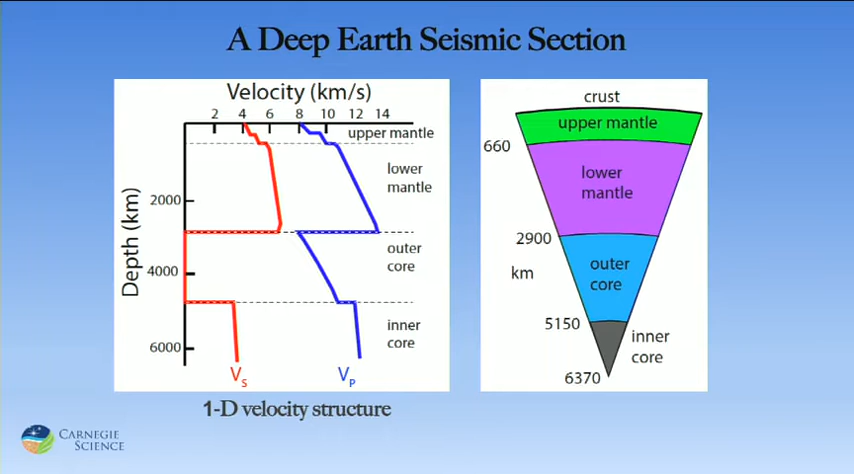 A Deep Earth Seismic Section
Velocity (km/s)
2 4 6 8 10 12 14
upper mantle
lower
mantle
2000
outer
core
4000
inner
core
6000
Depth (km)
VS
VP
1-D velocity structure
crust
upper mantle
660
lower
mantle
2900
km
outer
core
5150
inner
core
6370
CARNEGIE
SCIENCE